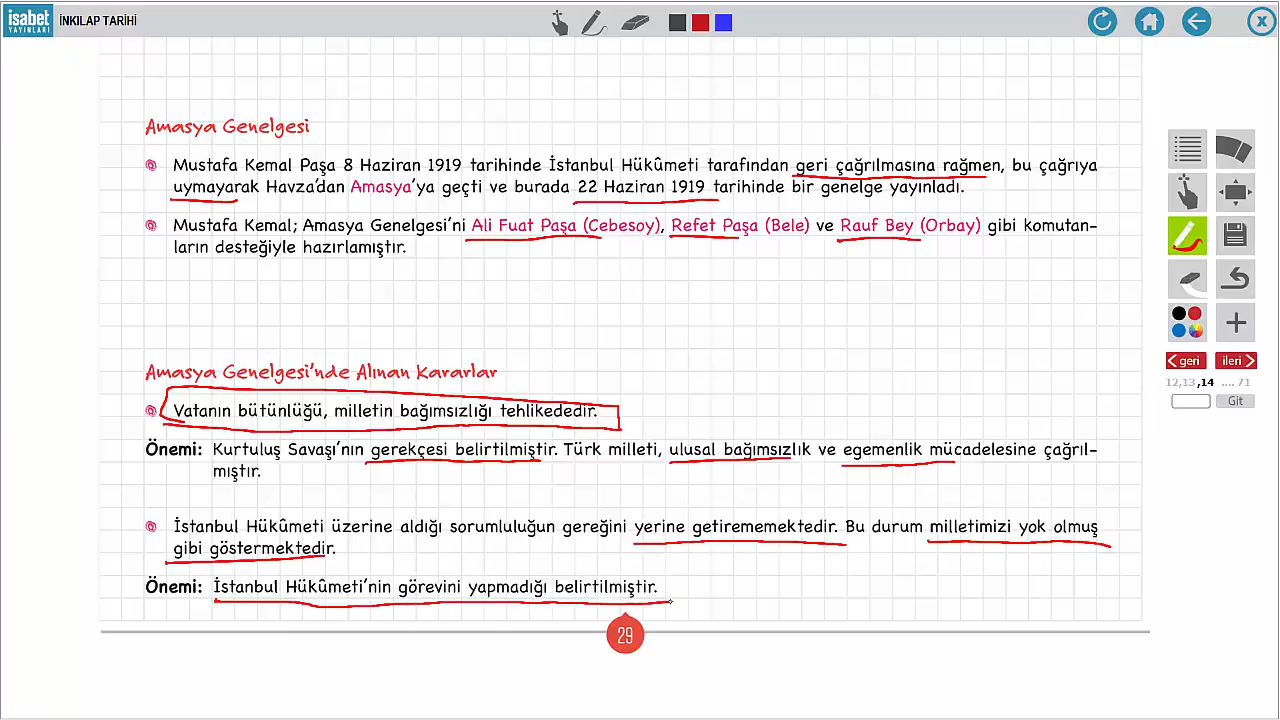 isabet
YAYINLARI
İNKILAP TARİHİ
Amasya Genelgesi
Mustafa Kemal Paşa 8 Haziran 1919 tarihinde İstanbul Hükûmeti tarafından geri çağrılmasına rağmen, bu çağrıya
uymayarak Havza'dan Amasya'ya geçti ve burada 22 Haziran 1919 tarihinde bir genelge yayınladı.
Mustafa Kemal; Amasya Genelgesi'ni Ali Fuat Paşa (Cebesoy), Refet Paşa (Bele) ve Rauf Bey (Orbay) gibi komutan-
ların desteğiyle hazırlamıştır.
Amasya Genelgesi'nde Alınan Kararlar
Vatanın bütünlüğü, milletin bağımsızlığı tehlikededir.
Önemi: Kurtuluş Savaşı'nın gerekçesi belirtilmiştir. Türk milleti, ulusal bağımsızlık ve egemenlik mücadelesine çağrıl-
mıştır.
İstanbul Hükûmeti üzerine aldığı sorumluluğun gereğini yerine getirememektedir. Bu durum milletimizi yok olmuş
gibi göstermektedir.
Önemi: İstanbul Hükûmeti'nin görevini yapmadığı belirtilmiştir.
29
geri ileri
12,13,14 .... 71
Git